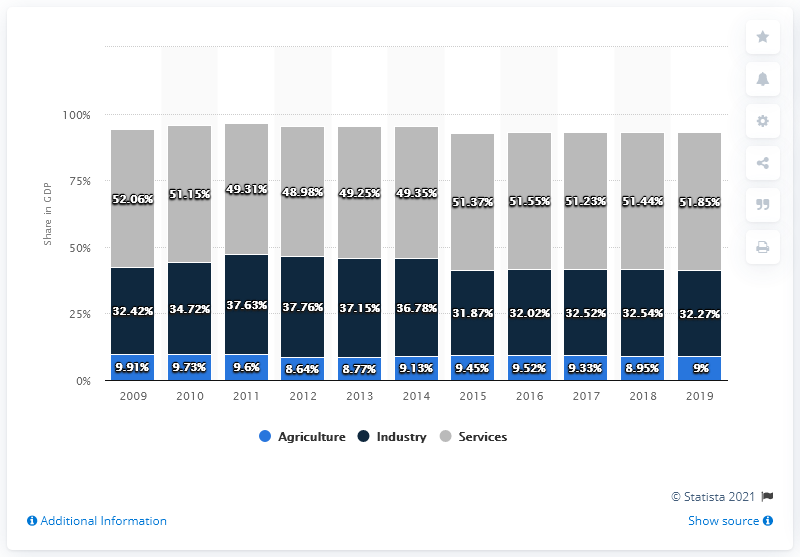 100%
75%
50%
25%
0%
Share in GDP
52.06% 51.15% 49.31% 48.98% 49.25% 49.35% 51.37% 51.55% 51.23% 51.44% 51.85%
32.42% 34.72% 37.63% 37.76% 37.15% 36.78% 31.87% 32.02% 32.52% 32.54% 32.27%
9.91% 9.73% 9.6% 8.64% 8.77% 9.13% 9.45% 9.52% 9.33% 8.95% 9%
2009 2010 2011 2012 2013 2014 2015 2016 2017 2018 2019
Agriculture Industry Services
© Statista 2021
Additional Information Show source